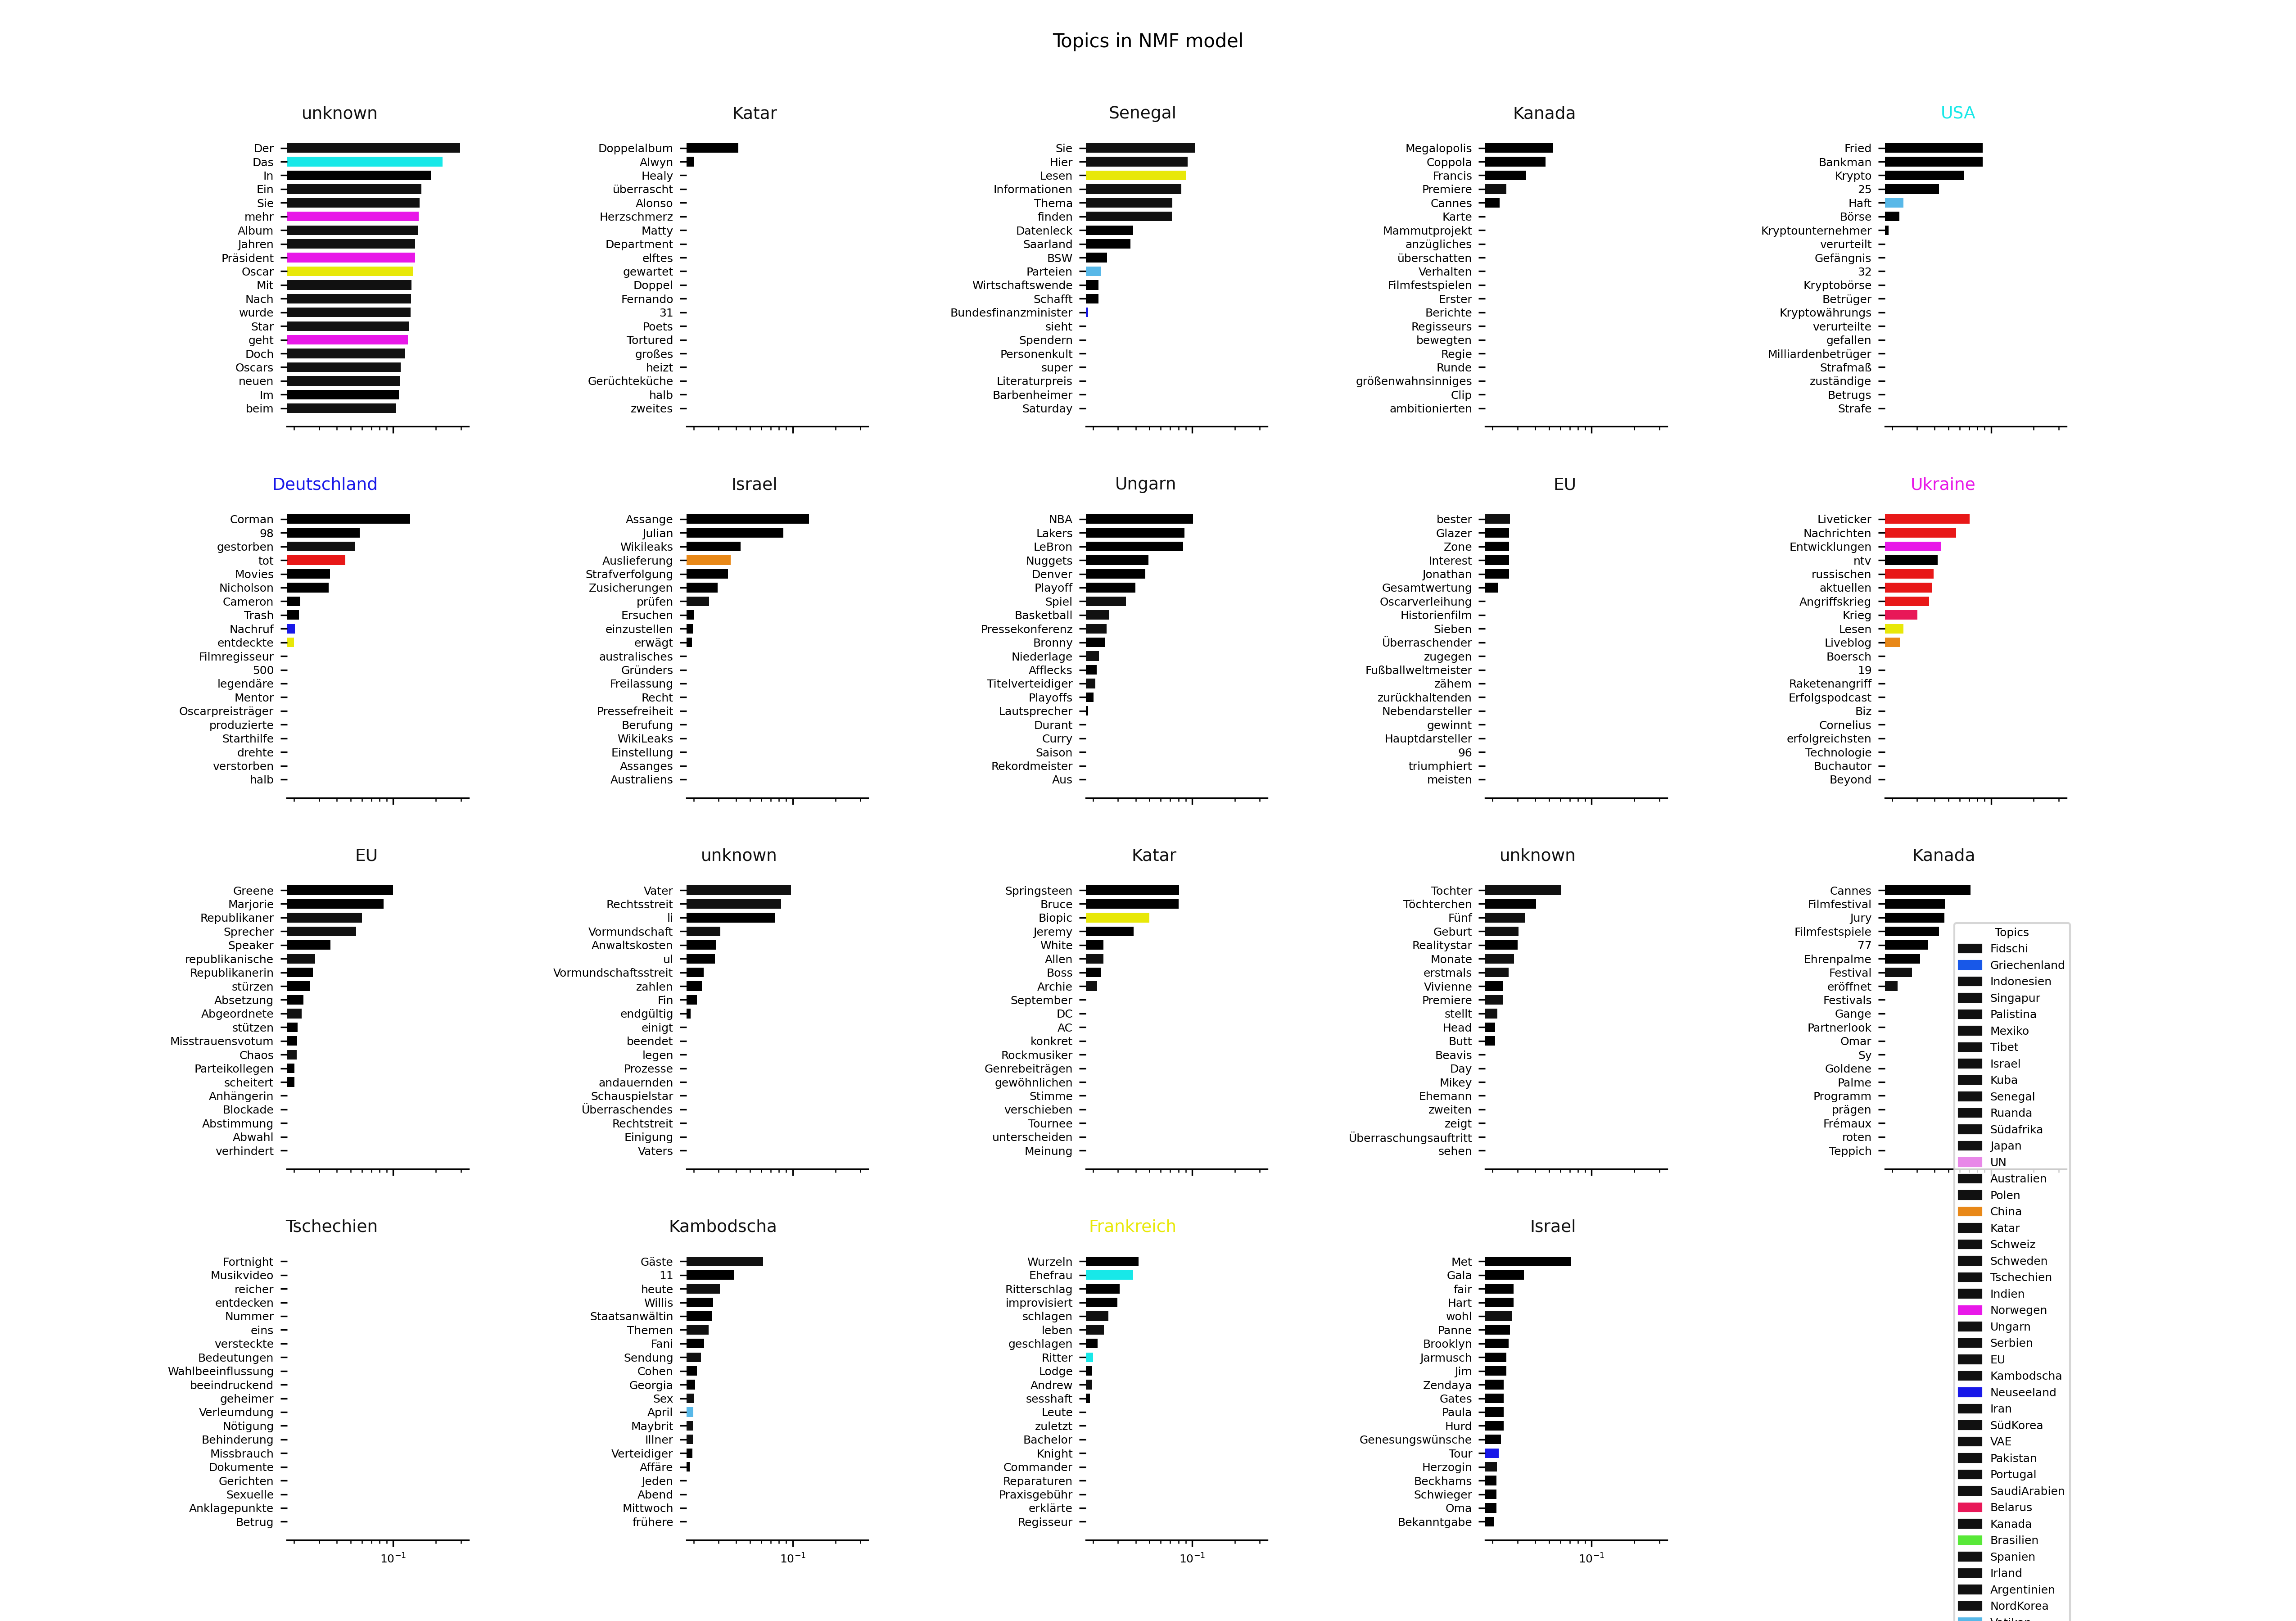 Topics in NMF model
unknown
Der
Das
In
Ein
Sie
mehr
Album
Jahren
Präsident
Oscar
Mit
Nach
wurde
Star
geht
Doch
Oscars
neuen
Im
beim
Katar
Doppelalbum
Alwyn
Healy
überrascht
Alonso
Herzschmerz
Matty
Department
elftes
gewartet
Doppel
Fernando
31
Poets
Tortured
großes
heizt
Gerüchteküche
halb
zweites
Senegal
Sie
Hier
Lesen
Informationen
Thema
finden
Datenleck
Saarland
BSW
Parteien
Wirtschaftswende
Schafft
Bundesfinanzminister
sieht
Spendern
Personenkult
super
Literaturpreis
Barbenheimer
Saturday
Kanada
Megalopolis
Coppola
Francis
Premiere
Cannes
Karte
Mammutprojekt
anzügliches
überschatten
Verhalten
Filmfestspielen
Erster
Berichte
Regisseurs
bewegten
Regie
Runde
größenwahnsinniges
Clip
ambitionierten
USA
Fried
Bankman
Krypto
25
Haft
Börse
Kryptounternehmer
verurteilt
Gefängnis
32
Kryptobörse
Betrüger
Kryptowährungs
verurteilte
gefallen
Milliardenbetrüger
Strafmaß
zuständige
Betrugs
Strafe
Deutschland
Corman
98
gestorben
tot
Movies
Nicholson
Cameron
Trash
Nachruf
entdeckte
Filmregisseur
500
legendäre
Mentor
Oscarpreisträger
produzierte
Starthilfe
drehte
verstorben
halb
Israel
Assange
Julian
Wikileaks
Auslieferung
Strafverfolgung
Zusicherungen
prüfen
Ersuchen
einzustellen
erwägt
australisches
Gründers
Freilassung
Recht
Pressefreiheit
Berufung
WikiLeaks
Einstellung
Assanges
Australiens
Ungarn
NBA
Lakers
LeBron
Nuggets
Denver
Playoff
Spiel
Basketball
Pressekonferenz
Bronny
Niederlage
Afflecks
Titelverteidiger
Playoffs
Lautsprecher
Durant
Curry
Saison
Rekordmeister
Aus
EU
bester
Glazer
Zone
Interest
Jonathan
Gesamtwertung
Oscarverleihung
Historienfilm
Sieben
Überraschender
zugegen
Fußballweltmeister
zähem
zurückhaltenden
Nebendarsteller
gewinnt
Hauptdarsteller
96
triumphiert
meisten
Ukraine
Liveticker
Nachrichten
Entwicklungen
ntv
russischen
aktuellen
Angriffskrieg
Krieg
Lesen
Liveblog
Boersch
19
Raketenangriff
Erfolgspodcast
Biz
Cornelius
erfolgreichsten
Technologie
Buchautor
Beyond
EU
Greene
Marjorie
Republikaner
Sprecher
Speaker
republikanische
Republikanerin
stürzen
Absetzung
Abgeordnete
stützen
Misstrauensvotum
Chaos
Parteikollegen
scheitert
Anhängerin
Blockade
Abstimmung
Abwahl
verhindert
unknown
Vater
Rechtsstreit
li
Vormundschaft
Anwaltskosten
ul
Vormundschaftsstreit
zahlen
Fin
endgültig
einigt
beendet
legen
Prozesse
andauernden
Schauspielstar
Überraschendes
Rechtstreit
Einigung
Vaters
Katar
Springsteen
Bruce
Biopic
Jeremy
White
Allen
Boss
Archie
September
DC
AC
konkret
Rockmusiker
Genrebeiträgen
gewöhnlichen
Stimme
verschieben
Tournee
unterscheiden
Meinung
unknown
Tochter
Töchterchen
Fünf
Geburt
Realitystar
Monate
erstmals
Vivienne
Premiere
stellt
Head
Butt
Beavis
Day
Mikey
Ehemann
zweiten
zeigt
Überraschungsauftritt
sehen
Kanada
Cannes
Filmfestival
Jury
Filmfestspiele
77
Ehrenpalme
Festival
eröffnet
Festivals
Gange
Partnerlook
Omar
Sy
Goldene
Palme
Programm
prägen
Frémaux
roten
Teppich
Tschechien
Fortnight
Musikvideo
reicher
entdecken
Nummer
eins
versteckte
Bedeutungen
Wahlbeeinflussung
beeindruckend
geheimer
Verleumdung
Nötigung
Behinderung
Missbrauch
Dokumente
Gerichten
Sexuelle
Anklagepunkte
Betrug
10⁻¹
Kambodscha
Gäste
11
heute
Willis
Staatsanwältin
Themen
Fani
Sendung
Cohen
Georgia
Sex
April
Maybrit
Illner
Verteidiger
Affäre
Jeden
Abend
Mittwoch
frühere
10⁻¹
Frankreich
Wurzeln
Ehefrau
Ritterschlag
improvisiert
schlagen
leben
geschlagen
Ritter
Lodge
Andrew
sesshaft
Leute
zuletzt
Bachelor
Knight
Commander
Reparaturen
Praxisgebühr
erklärte
Regisseur
10⁻¹
Israel
Met
Gala
fair
Hart
wohl
Panne
Brooklyn
Jarmusch
Jim
Zendaya
Gates
Paula
Hurd
Genesungswünsche
Tour
Herzogin
Beckhams
Schwieger
Oma
Bekanntgabe
10⁻¹
Topics
Fidschi
Griechenland
Indonesien
Singapur
Palistina
Mexiko
Tibet
Israel
Kuba
Senegal
Ruanda
Südafrika
Japan
UN
Australien
Polen
China
Katar
Schweiz
Schweden
Tschechien
Indien
Norwegen
Ungarn
Serbien
EU
Kambodscha
Neuseeland
Iran
SüdKorea
VAE
Pakistan
Portugal
SaudiArabien
Belarus
Kanada
Brasilien
Spanien
Irland
Argentinien
NordKorea